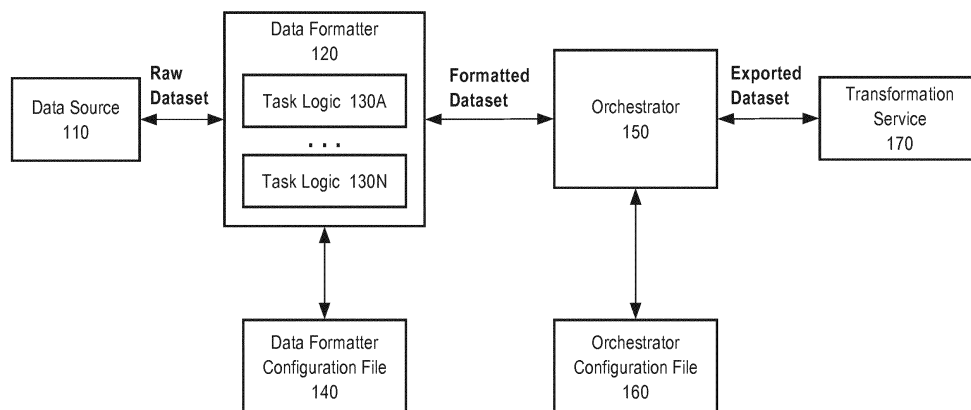 Data Source
110
Raw
Dataset
Data Formatter
120
Task Logic 130A
. . .
Task Logic 130N
Formatted
Dataset
Orchestrator
150
Exported
Dataset
Transformation
Service
170
Data Formatter
Configuration File
140
Orchestrator
Configuration File
160